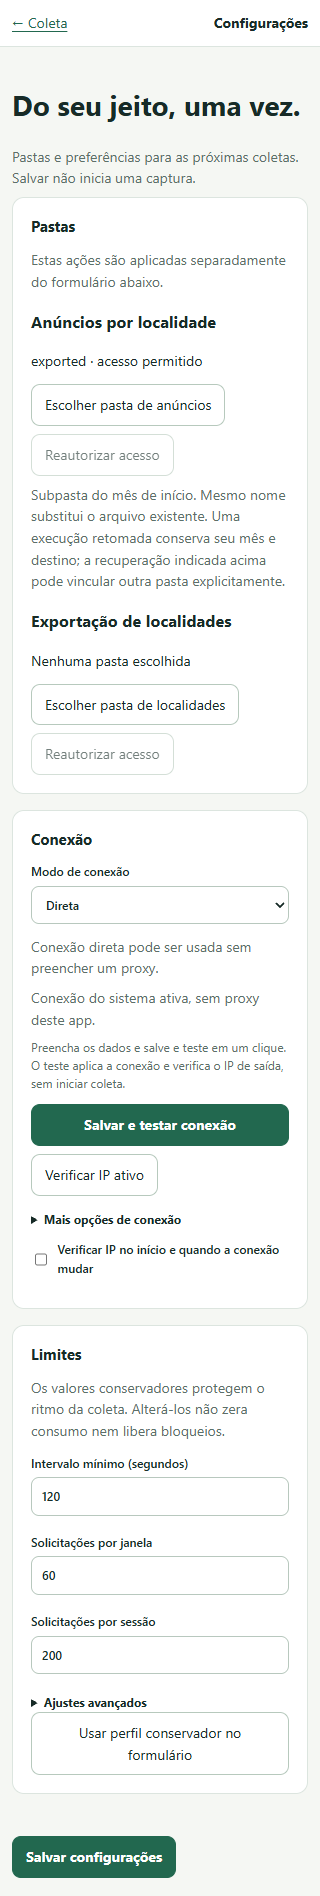 ← Coleta
Configurações
Do seu jeito, uma vez.
Pastas e preferências para as próximas coletas.
Salvar não inicia uma captura.
Pastas
Estas ações são aplicadas separadamente
do formulário abaixo.
Anúncios por localidade
exported · acesso permitido
Escolher pasta de anúncios
Reautorizar acesso
Subpasta do mês de início. Mesmo nome
substitui o arquivo existente. Uma
execução retomada conserva seu mês e
destino; a recuperação indicada acima
pode vincular outra pasta explicitamente.
Exportação de localidades
Nenhuma pasta escolhida
Escolher pasta de localidades
Reautorizar acesso
Conexão
Modo de conexão
Direta
Conexão direta pode ser usada sem
preencher um proxy.
Conexão do sistema ativa, sem proxy
deste app.
Preencha os dados e salve e teste em um clique.
O teste aplica a conexão e verifica o IP de saída,
sem iniciar coleta.
Salvar e testar conexão
Verificar IP ativo
Mais opções de conexão
Verificar IP no início e quando a conexão
mudar
Limites
Os valores conservadores protegem o
ritmo da coleta. Alterá-los não zera
consumo nem libera bloqueios.
Intervalo mínimo (segundos)
120
Solicitações por janela
60
Solicitações por sessão
200
Ajustes avançados
Usar perfil conservador no
formulário
Salvar configurações